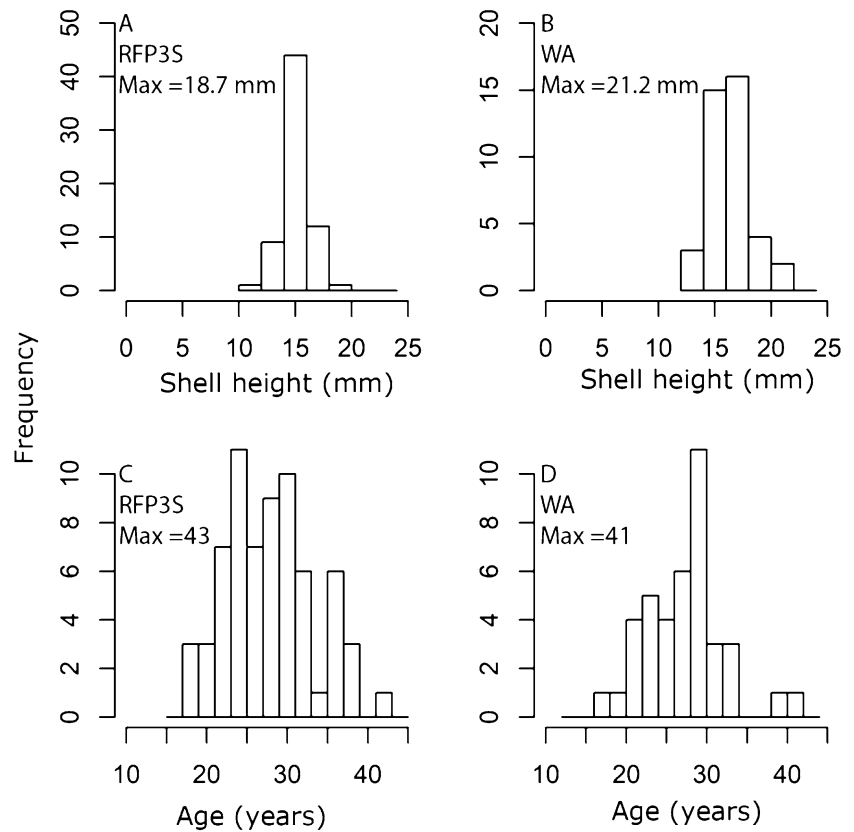 A
RFP3S
Max =18.7 mm
50
40
30
20
10
0
0 5 10 15 20 25
Shell height (mm)
B
WA
Max =21.2 mm
20
15
10
5
0
0 5 10 15 20 25
Shell height (mm)
Frequency
C
RFP3S
Max =43
10
8
6
4
2
0
10 20 30 40
Age (years)
D
WA
Max =41
10
8
6
4
2
0
10 20 30 40
Age (years)